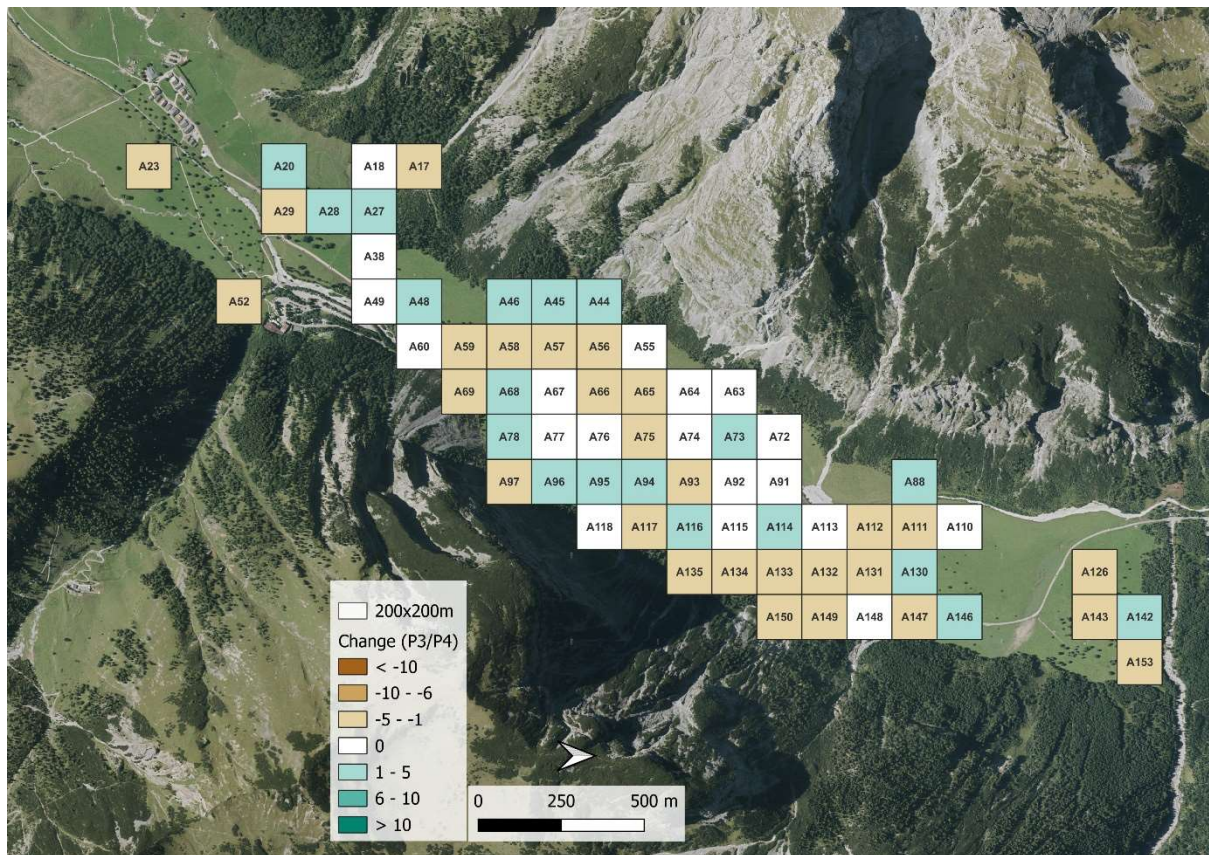 A23 A20 A18 A17
A29 A28 A27
A38
A52 A49 A48 A46 A45 A44
A60 A59 A58 A57 A56 A55
A69 A68 A67 A66 A65 A64 A63
A78 A77 A76 A75 A74 A73 A72
A97 A96 A95 A94 A93 A92 A91 A88
A118 A117 A116 A115 A114 A113 A112 A111 A110
A135 A134 A133 A132 A131 A130 A126
A150 A149 A148 A147 A146 A143 A142
A153
200x200m
Change (P3/P4)
< -10
-10 - -6
-5 - -1
0
1 - 5
6 - 10
> 10
0 250 500 m